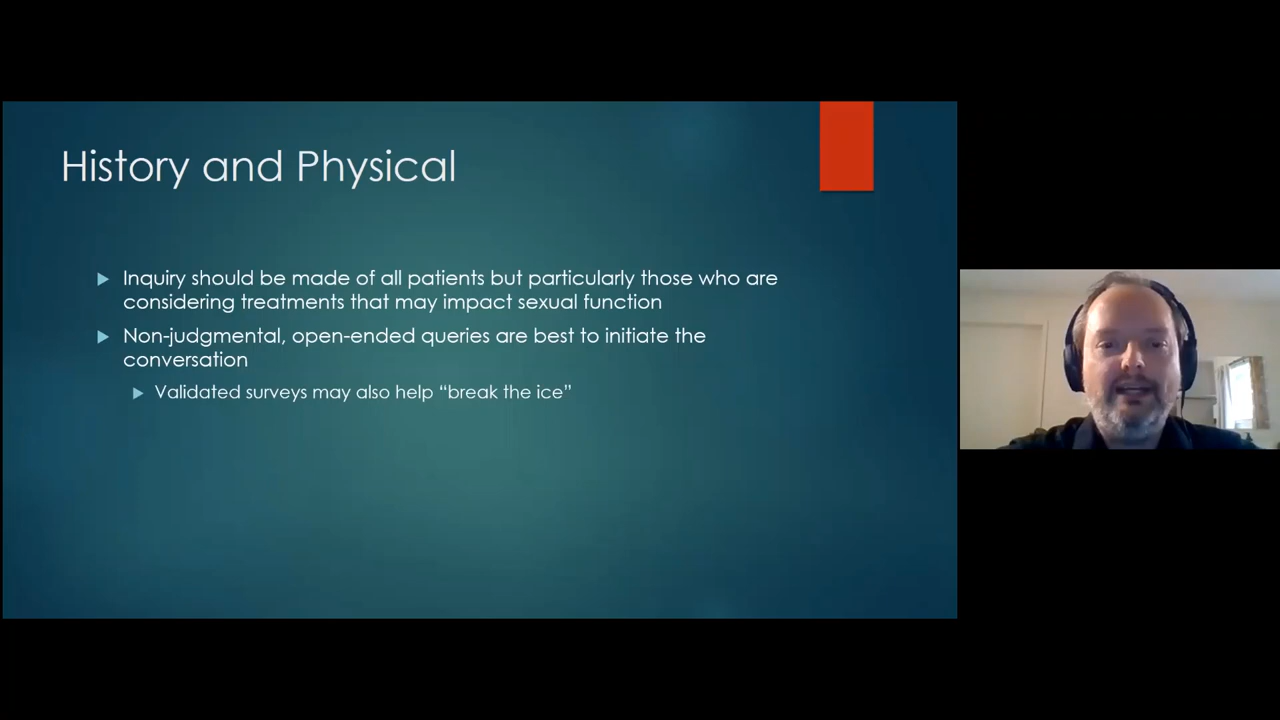 History and Physical
Inquiry should be made of all patients but particularly those who are
considering treatments that may impact sexual function
Non-judgmental, open-ended queries are best to initiate the
conversation
Validated surveys may also help “break the ice”